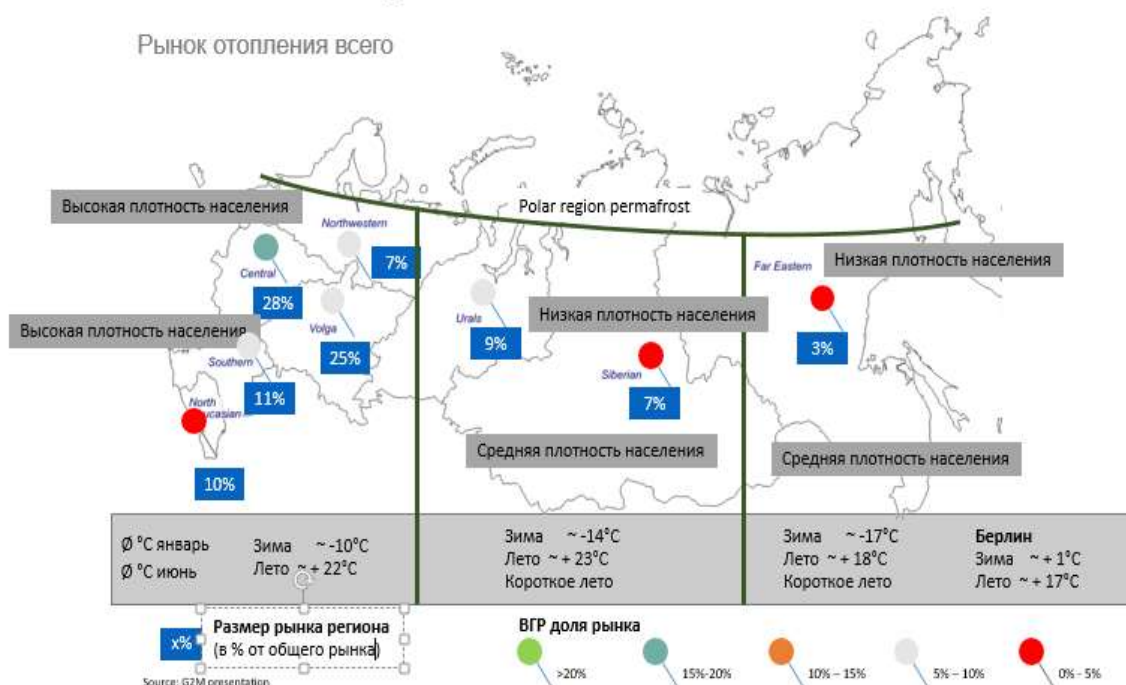 Рынок отопления всего
Высокая плотность населения
Polar region permafrost
Northwestern
7%
Central
28%
Far Eastern
Низкая плотность населения
Urals
9%
Низкая плотность населения
3%
Высокая плотность населения
Volga
25%
Southern
11%
Siberian
7%
North
10%
Средняя плотность населения
Средняя плотность населения
Ø °C январь
Ø °C июнь
Зима ~ -10°C
Лето ~ + 22°C
Зима ~ -14°C
Лето ~ + 23°C
Короткое лето
Зима ~ -17°C
Лето ~ + 18°C
Короткое лето
Берлин
Зима ~ + 1°C
Лето ~ + 17°C
x%
Размер рынка региона
(в % от общего рынка)
ВГР доля рынка
>20%
15%-20%
10% – 15%
5% – 10%
0% - 5%
Source: G2M presentation